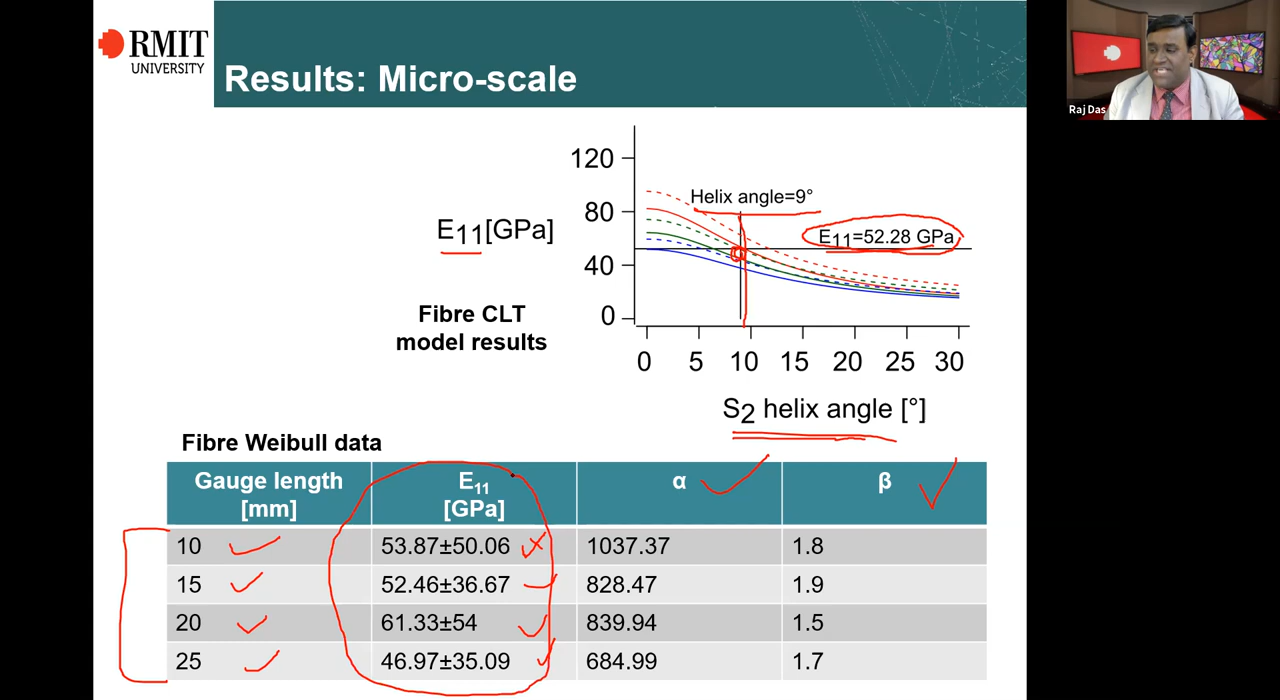 RMIT
UNIVERSITY
Results: Micro-scale
Raj Das
E11[GPa]
120
80
40
0
Helix angle=9°
E11=52.28 GPa
Fibre CLT
model results
0 5 10 15 20 25 30
S2 helix angle [°]
Fibre Weibull data
Gauge length [mm] E11 [GPa] α β
10 53.87±50.06 1037.37 1.8
15 52.46±36.67 828.47 1.9
20 61.33±54 839.94 1.5
25 46.97±35.09 684.99 1.7